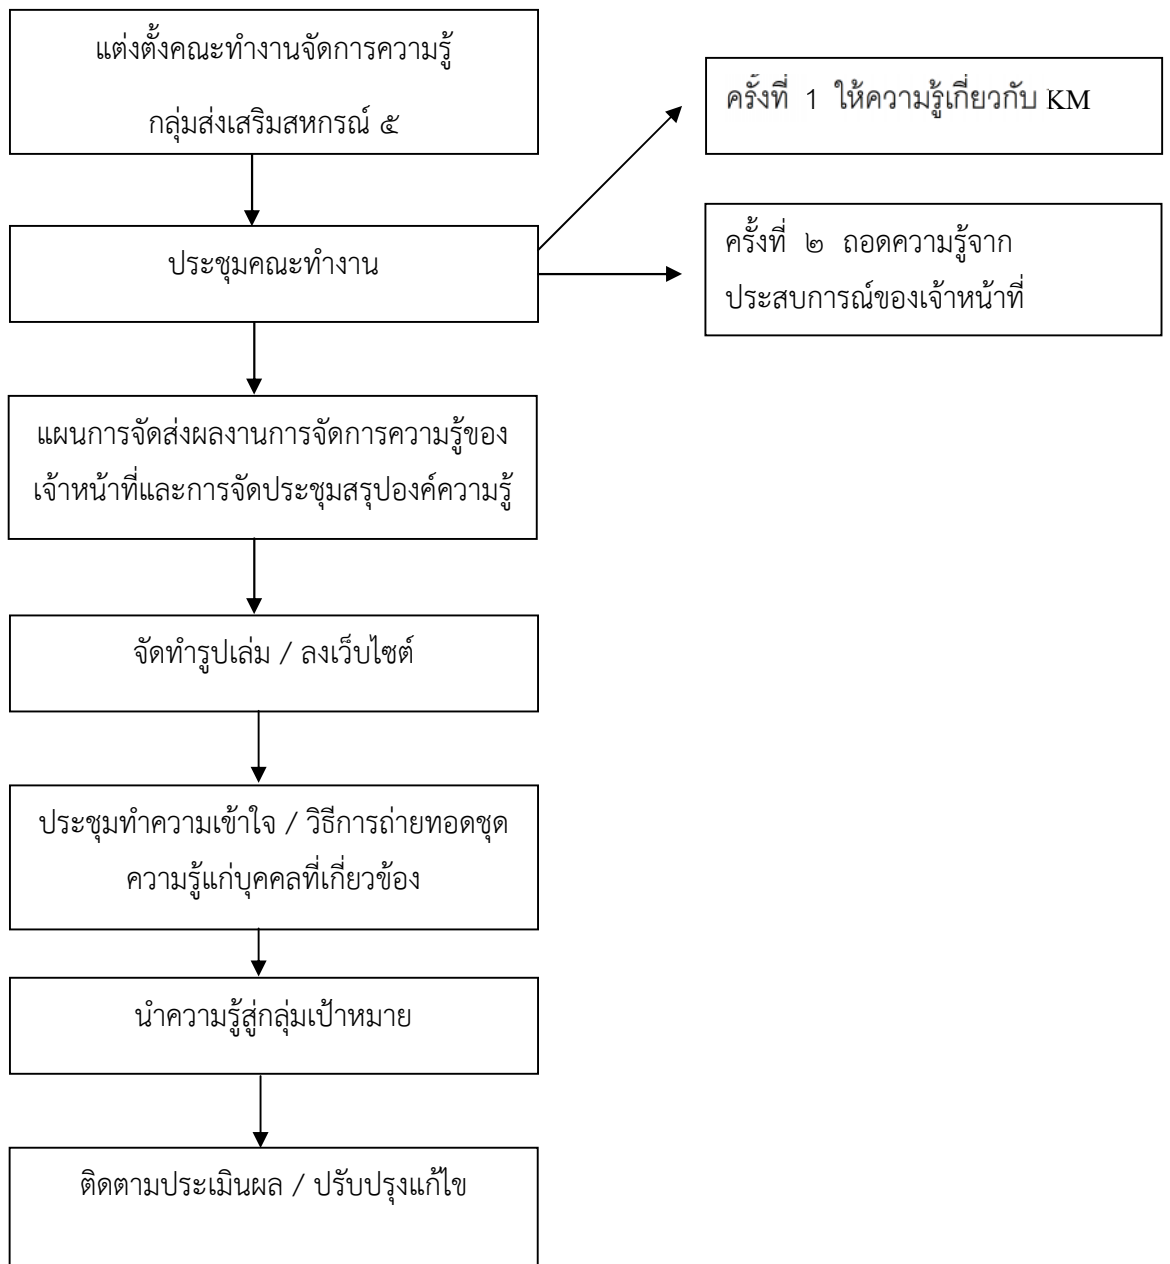 แต่งตั้งคณะทำงานจัดการความรู้
กลุ่มส่งเสริมสหกรณ์ ๕
ครั้งที่ 1 ให้ความรู้เกี่ยวกับ KM
ประชุมคณะทำงาน
ครั้งที่ ๒ ถอดความรู้จาก
ประสบการณ์ของเจ้าหน้าที่
แผนการจัดส่งผลงานการจัดการความรู้ของ
เจ้าหน้าที่และการจัดประชุมสรุปองค์ความรู้
จัดทำรูปเล่ม / ลงเว็บไซต์
ประชุมทำความเข้าใจ / วิธีการถ่ายทอดชุด
ความรู้แก่บุคคลที่เกี่ยวข้อง
นำความรู้สู่กลุ่มเป้าหมาย
ติดตามประเมินผล / ปรับปรุงแก้ไข